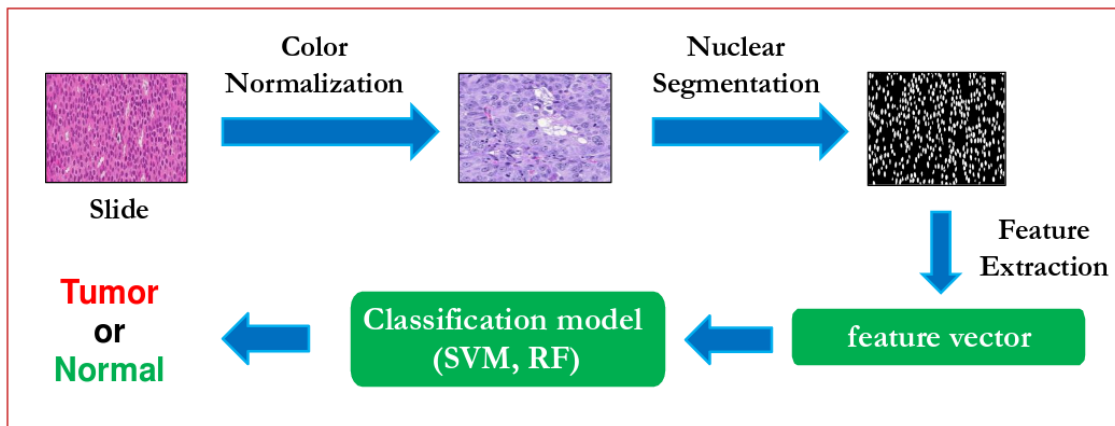 Color
Normalization
Nuclear
Segmentation
Slide
Feature
Extraction
feature vector
Classification model
(SVM, RF)
Tumor
or
Normal